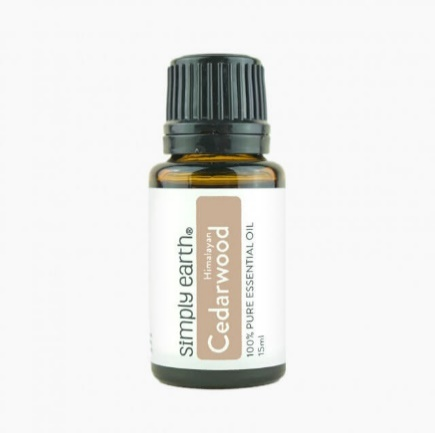 simply earth®
Himalayan
Cedarwood
100% PURE ESSENTIAL OIL
15ml